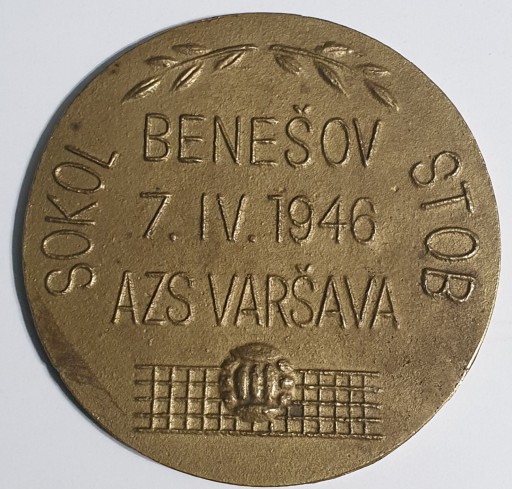 BENEŠOV
SOKOL
STOB
7. IV. 1946
AZS VARŠAVA